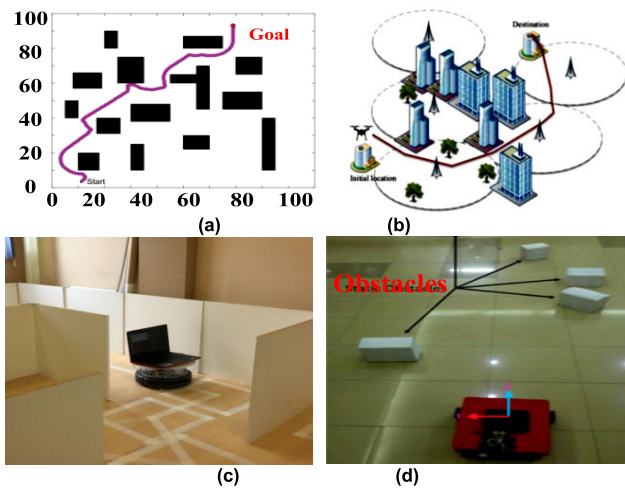 100
80
60
40
20
0
Goal
Start
0
20
40
60
80
100
(a)
Destination
Initial location
(b)
(c)
Obstacles
(d)